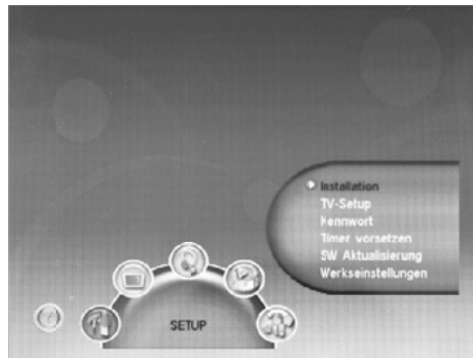 Installation
TV-Setup
Kennwort
Timer vorsetzen
SW Aktualisierung
Werkseinstellungen
SETUP